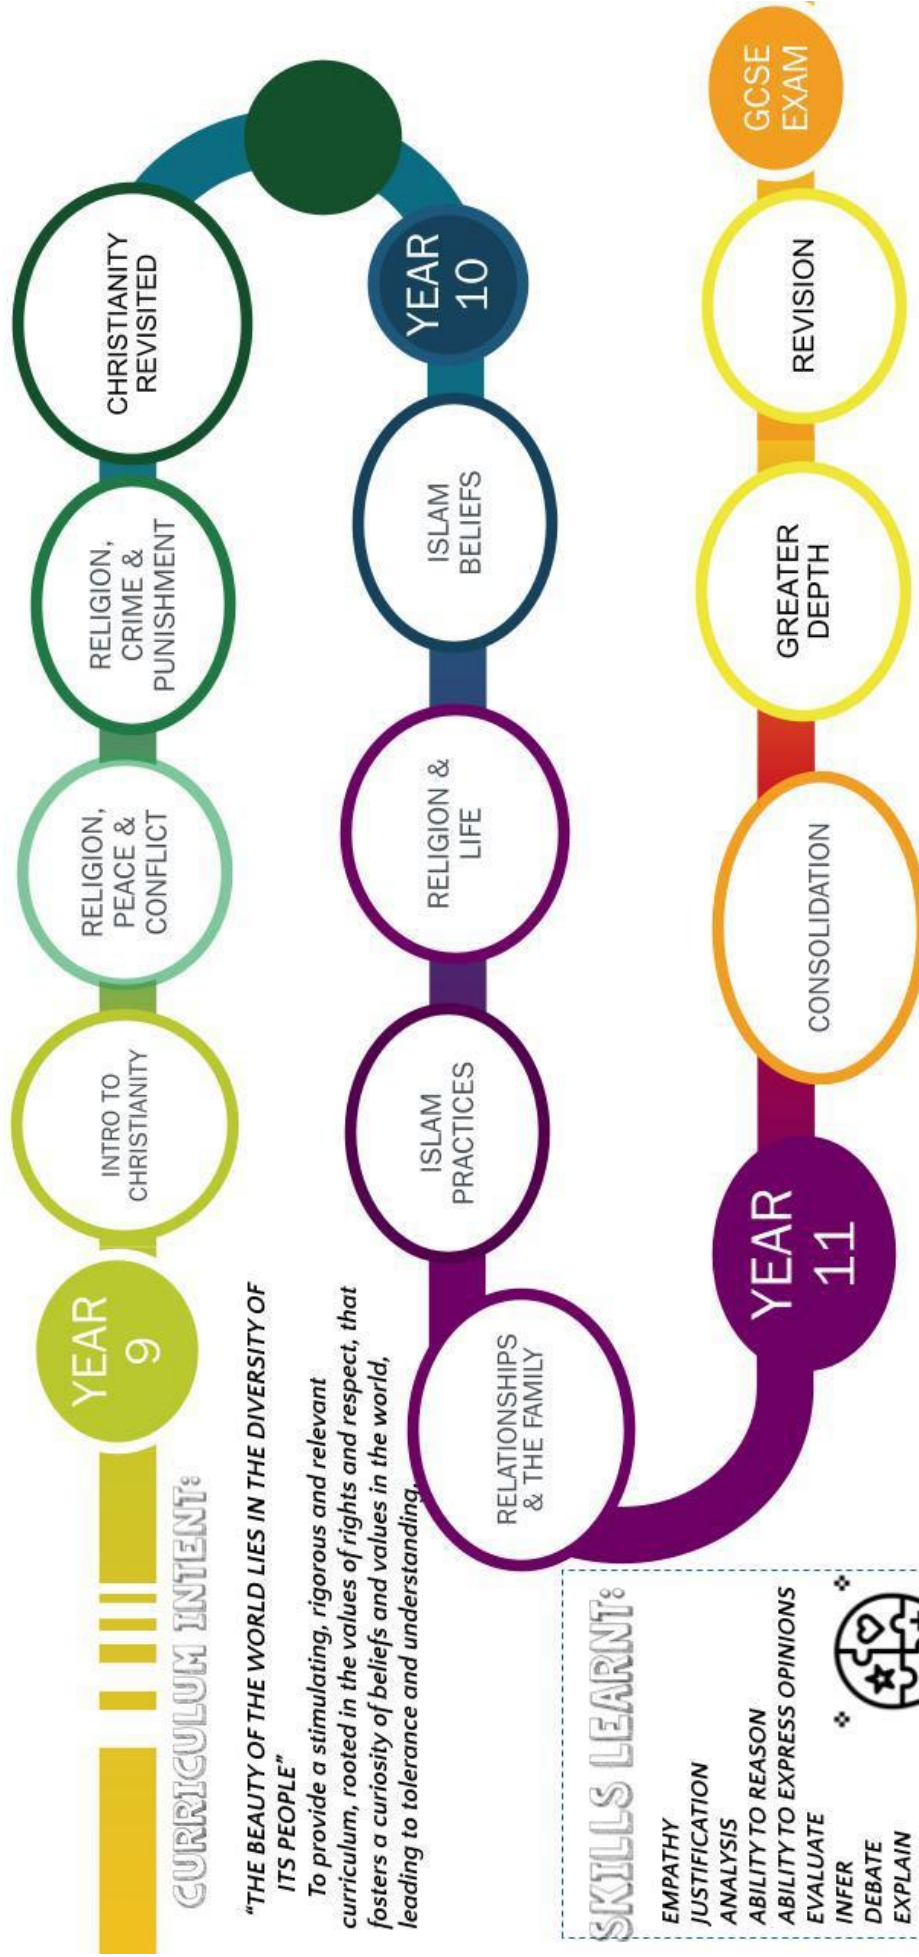 YEAR
9
INTRO TO
CHRISTIANITY
RELIGION,
PEACE &
CONFLICT
RELIGION,
CRIME &
PUNISHMENT
CHRISTIANITY
REVISITED
YEAR
10
ISLAM
BELIEFS
RELIGION &
LIFE
ISLAM
PRACTICES
RELATIONSHIPS
& THE FAMILY
YEAR
11
CONSOLIDATION
GREATER
DEPTH
REVISION
GCSE
EXAM
CURRICULUM INTENT:
"THE BEAUTY OF THE WORLD LIES IN THE DIVERSITY OF
ITS PEOPLE"
To provide a stimulating, rigorous and relevant
curriculum, rooted in the values of rights and respect, that
fosters a curiosity of beliefs and values in the world,
leading to tolerance and understanding.
SKILLS LEARNT:
EMPATHY
JUSTIFICATION
ANALYSIS
ABILITY TO REASON
ABILITY TO EXPRESS OPINIONS
EVALUATE
INFER
DEBATE
EXPLAIN